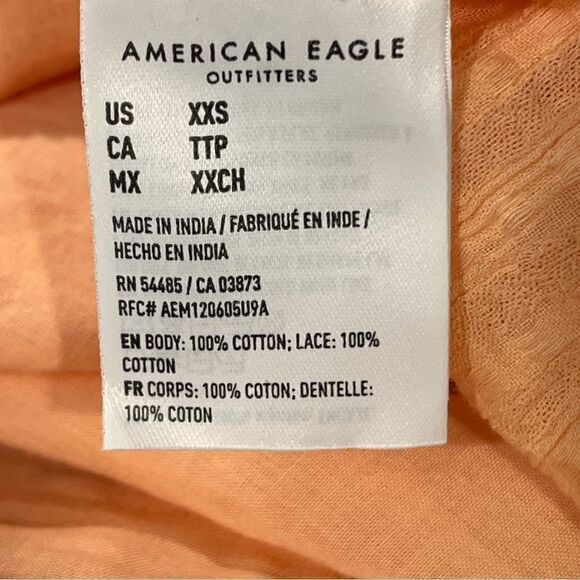 AMERICAN EAGLE
OUTFITTERS
US XXS
CA TTP
MX XXCH
MADE IN INDIA / FABRIQUÉ EN INDE /
HECHO EN INDIA
RN 54485 / CA 03873
RFC# AEM120605U9A
EN BODY: 100% COTTON; LACE: 100%
COTTON
FR CORPS: 100% COTON; DENTELLE:
100% COTON